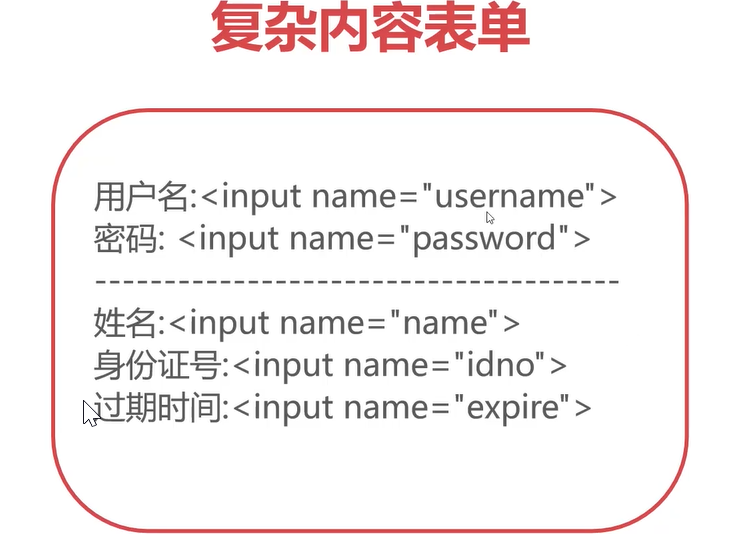 复杂内容表单
用户名:<input name="username">
密码: <input name="password">
--------------------------------------
姓名:<input name="name">
身份证号:<input name="idno">
过期时间:<input name="expire">